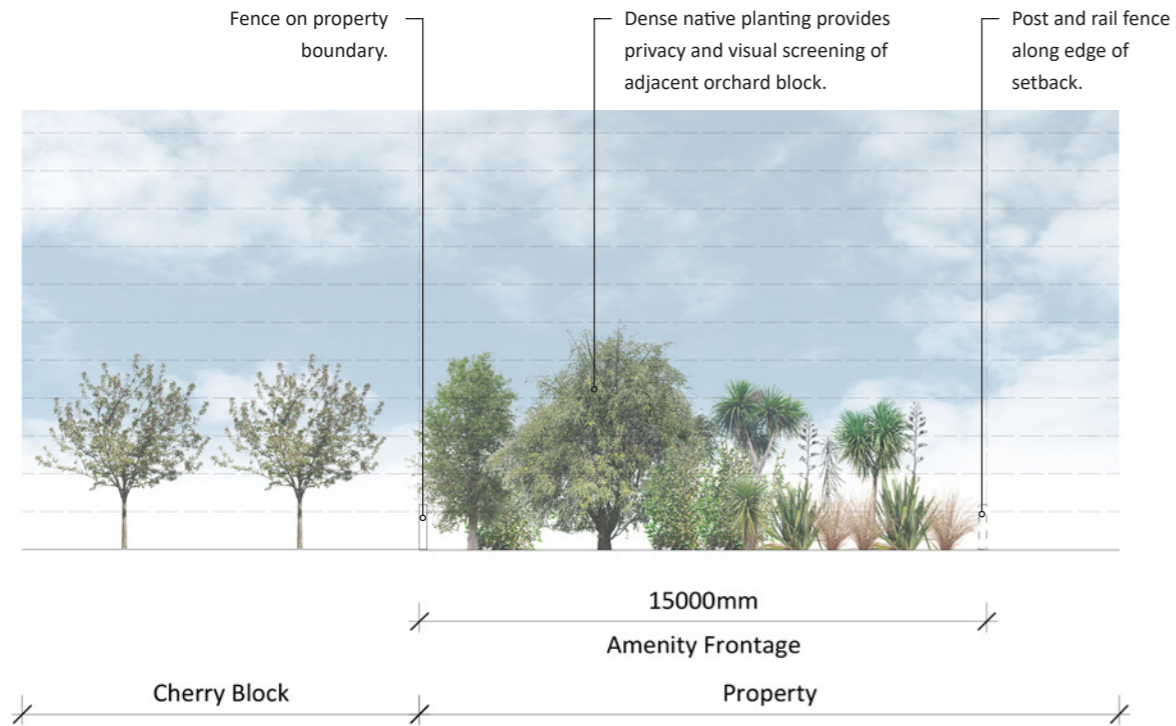 Fence on property
boundary.
Dense native planting provides
privacy and visual screening of
adjacent orchard block.
Post and rail fence
along edge of
setback.
15000mm
Amenity Frontage
Cherry Block
Property